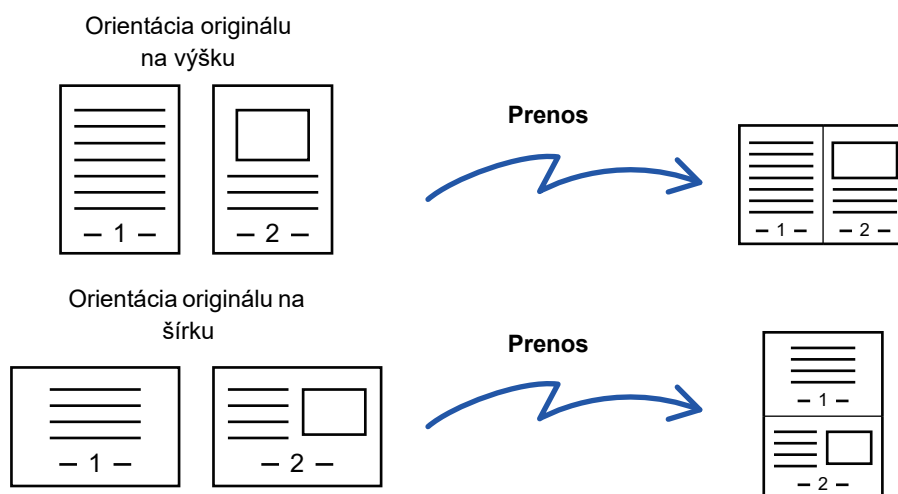 Orientácia originálu
na výšku
Prenos
– 1 –
– 2 –
– 1 –
– 2 –
Orientácia originálu na
šírku
Prenos
– 1 –
– 2 –
– 1 –
– 2 –